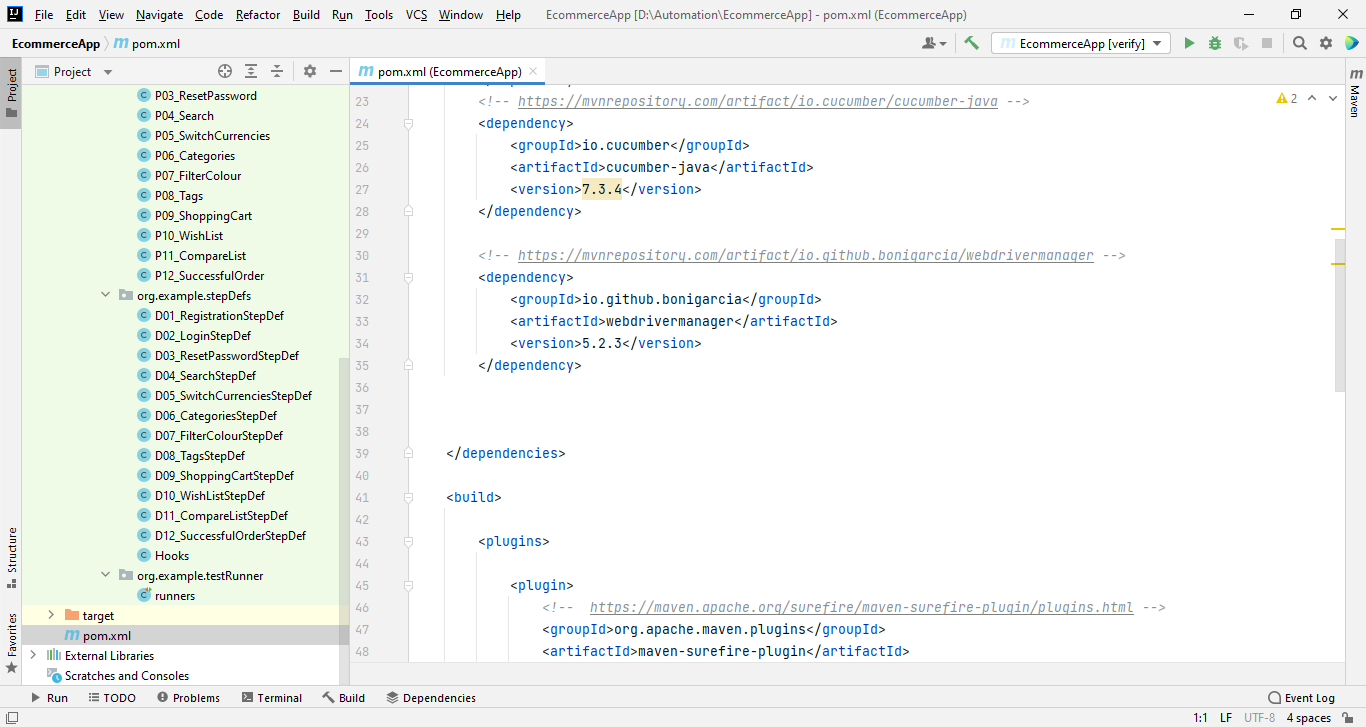 File Edit View Navigate Code Refactor Build Run Tools VCS Window Help EcommerceApp [D:\Automation\EcommerceApp] - pom.xml (EcommerceApp)
EcommerceApp pom.xml EcommerceApp [verify]
Project pom.xml (EcommerceApp)
Project
Structure
Favorites
P03_ResetPassword
P04_Search
P05_SwitchCurrencies
P06_Categories
P07_FilterColour
P08_Tags
P09_ShoppingCart
P10_WishList
P11_CompareList
P12_SuccessfulOrder
org.example.stepDefs
D01_RegistrationStepDef
D02_LoginStepDef
D03_ResetPasswordStepDef
D04_SearchStepDef
D05_SwitchCurrenciesStepDef
D06_CategoriesStepDef
D07_FilterColourStepDef
D08_TagsStepDef
D09_ShoppingCartStepDef
D10_WishListStepDef
D11_CompareListStepDef
D12_SuccessfulOrderStepDef
Hooks
org.example.testRunner
runners
target
pom.xml
External Libraries
Scratches and Consoles
23 <!-- https://mvnrepository.com/artifact/io.cucumber/cucumber-java -->
24 <dependency>
25 <groupId>io.cucumber</groupId>
26 <artifactId>cucumber-java</artifactId>
27 <version>7.3.4</version>
28 </dependency>
29
30 <!-- https://mvnrepository.com/artifact/io.github.bonigarcia/webdrivermanager -->
31 <dependency>
32 <groupId>io.github.bonigarcia</groupId>
33 <artifactId>webdrivermanager</artifactId>
34 <version>5.2.3</version>
35 </dependency>
36
37
38
39 </dependencies>
40
41 <build>
42
43 <plugins>
44
45 <plugin>
46 <!-- https://maven.apache.org/surefire/maven-surefire-plugin/plugins.html -->
47 <groupId>org.apache.maven.plugins</groupId>
48 <artifactId>maven-surefire-plugin</artifactId>
2
Maven
Run TODO Problems Terminal Build Dependencies Event Log
1:1 LF UTF-8 4 spaces